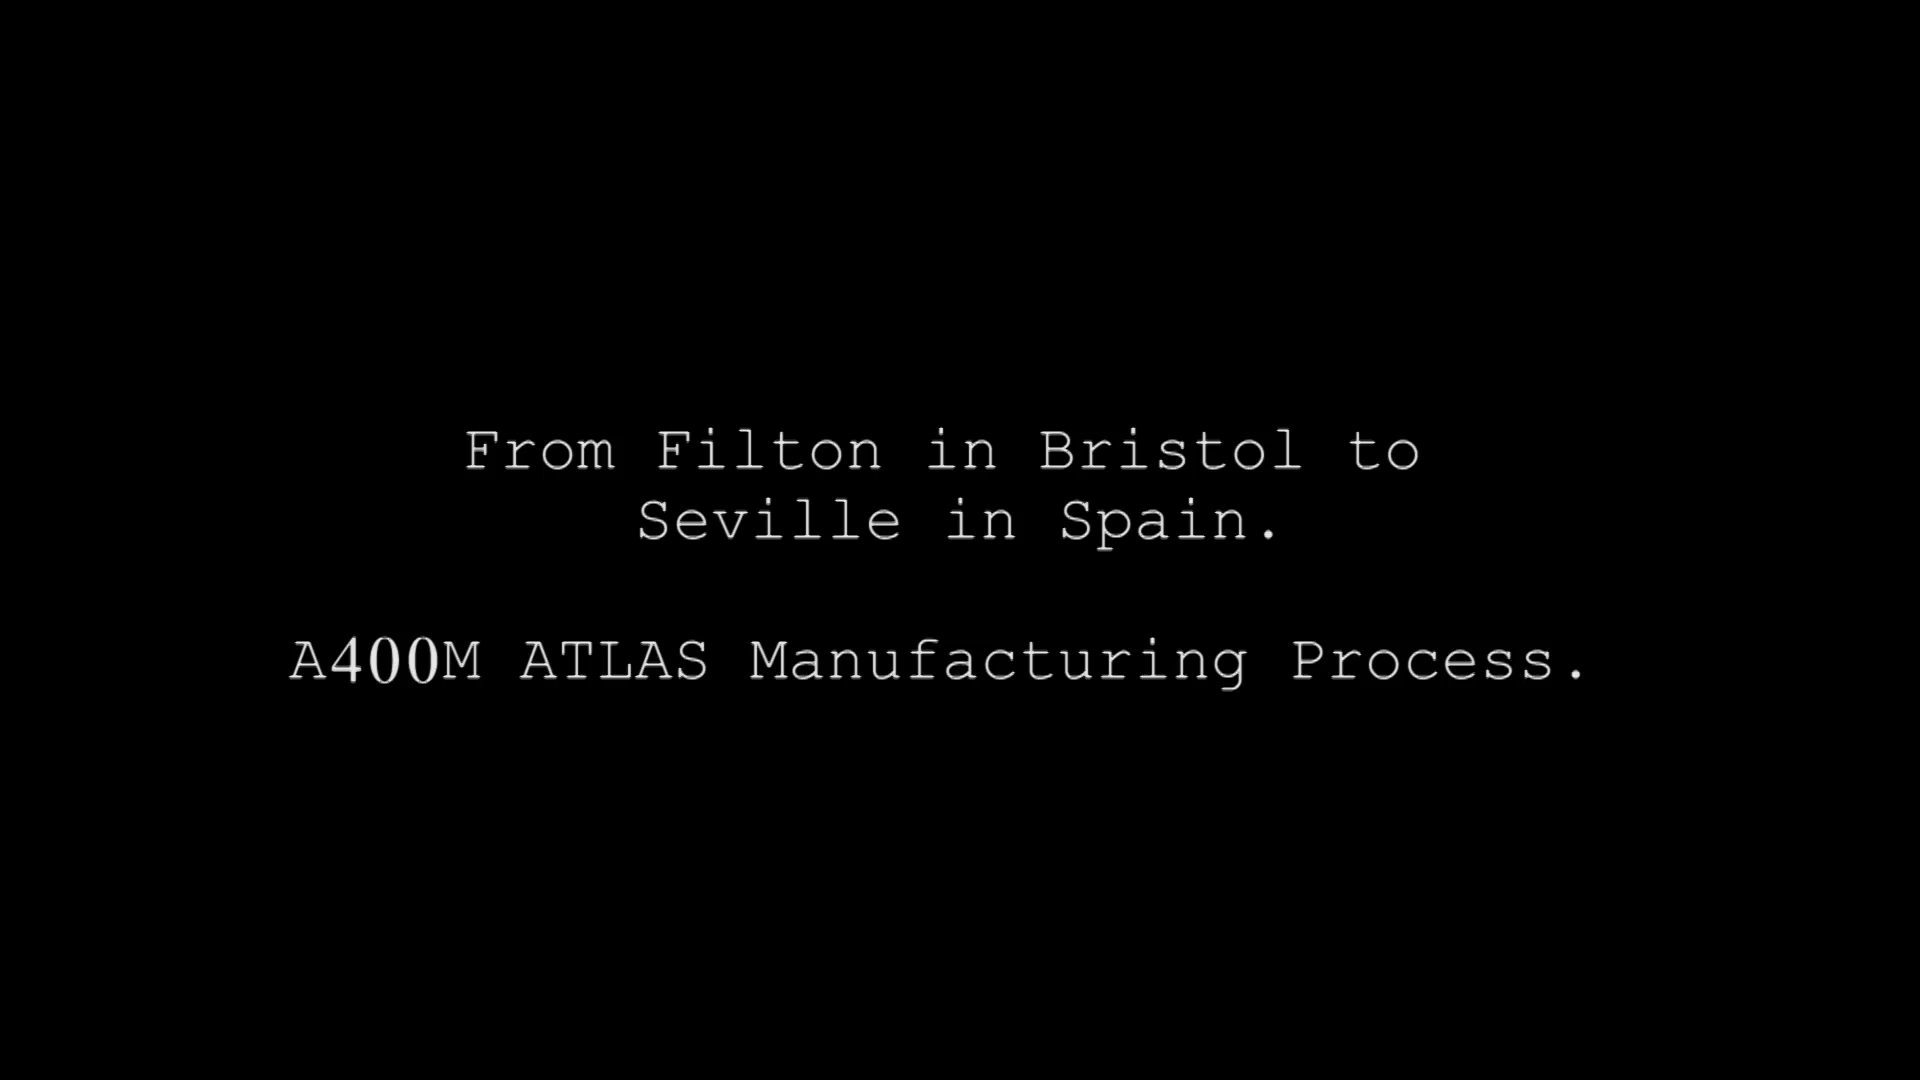 From Filton in Bristol to
Seville in Spain.
A400M ATLAS Manufacturing Process.